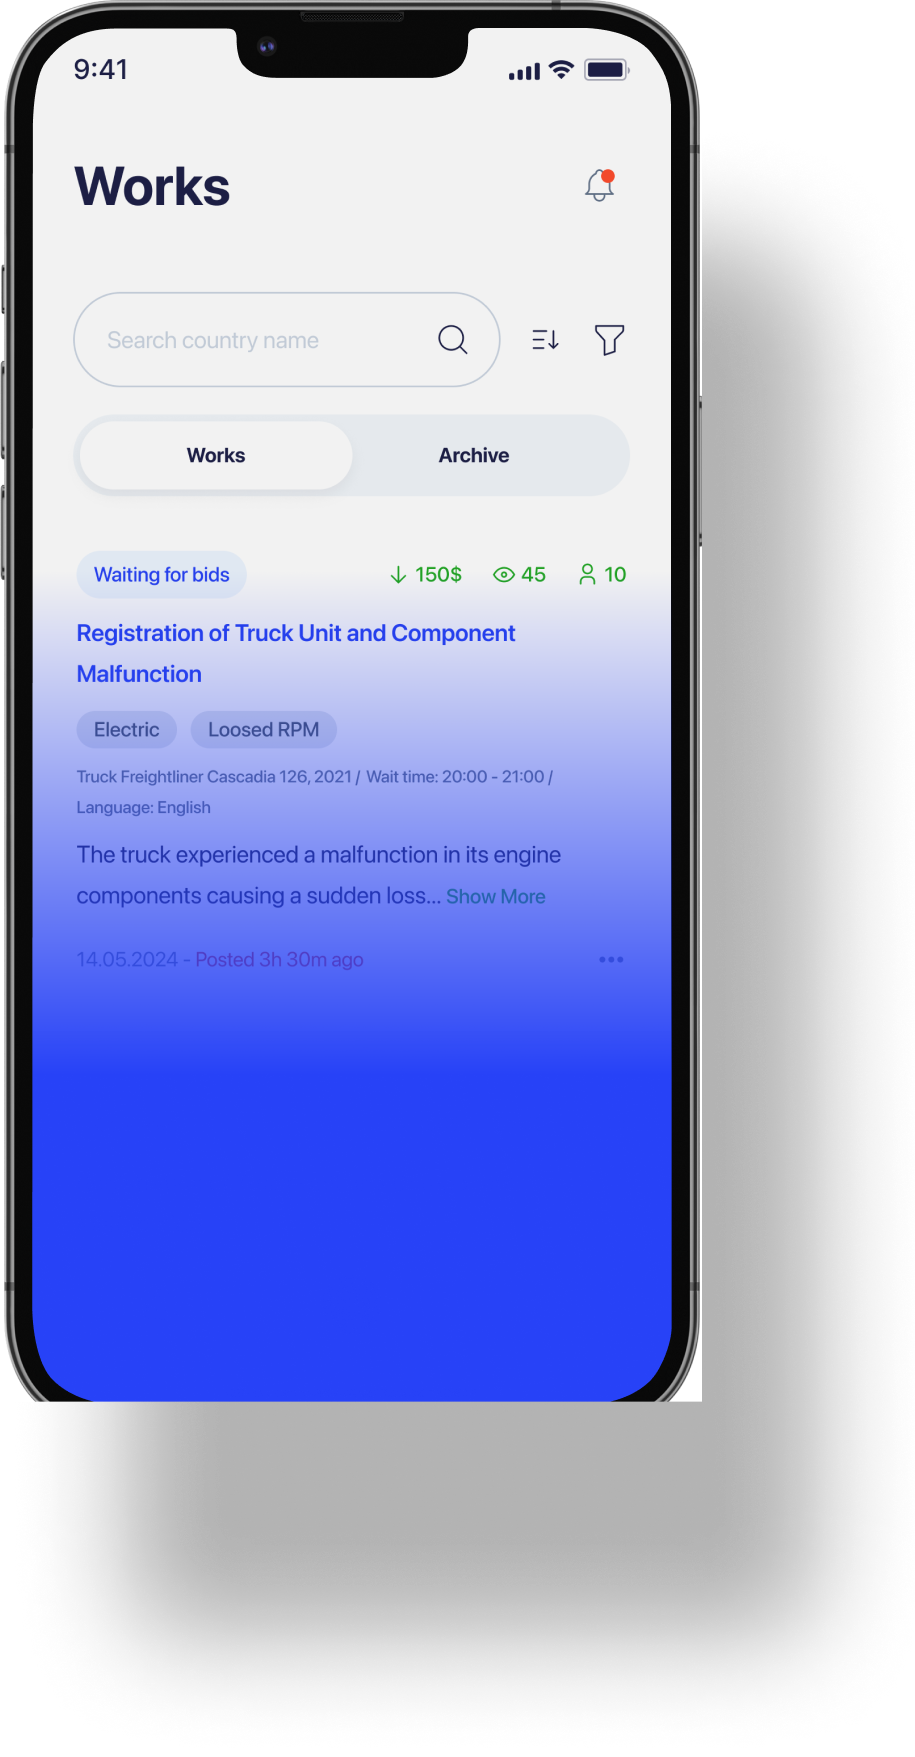 9:41
Works
Search country name
Works Archive
Waiting for bids 150$ 45 10
Registration of Truck Unit and Component
Malfunction
Electric Loosed RPM
Truck Freightliner Cascadia 126, 2021 / Wait time: 20:00 - 21:00 /
Language: English
The truck experienced a malfunction in its engine
components causing a sudden loss... Show More
14.05.2024 - Posted 3h 30m ago